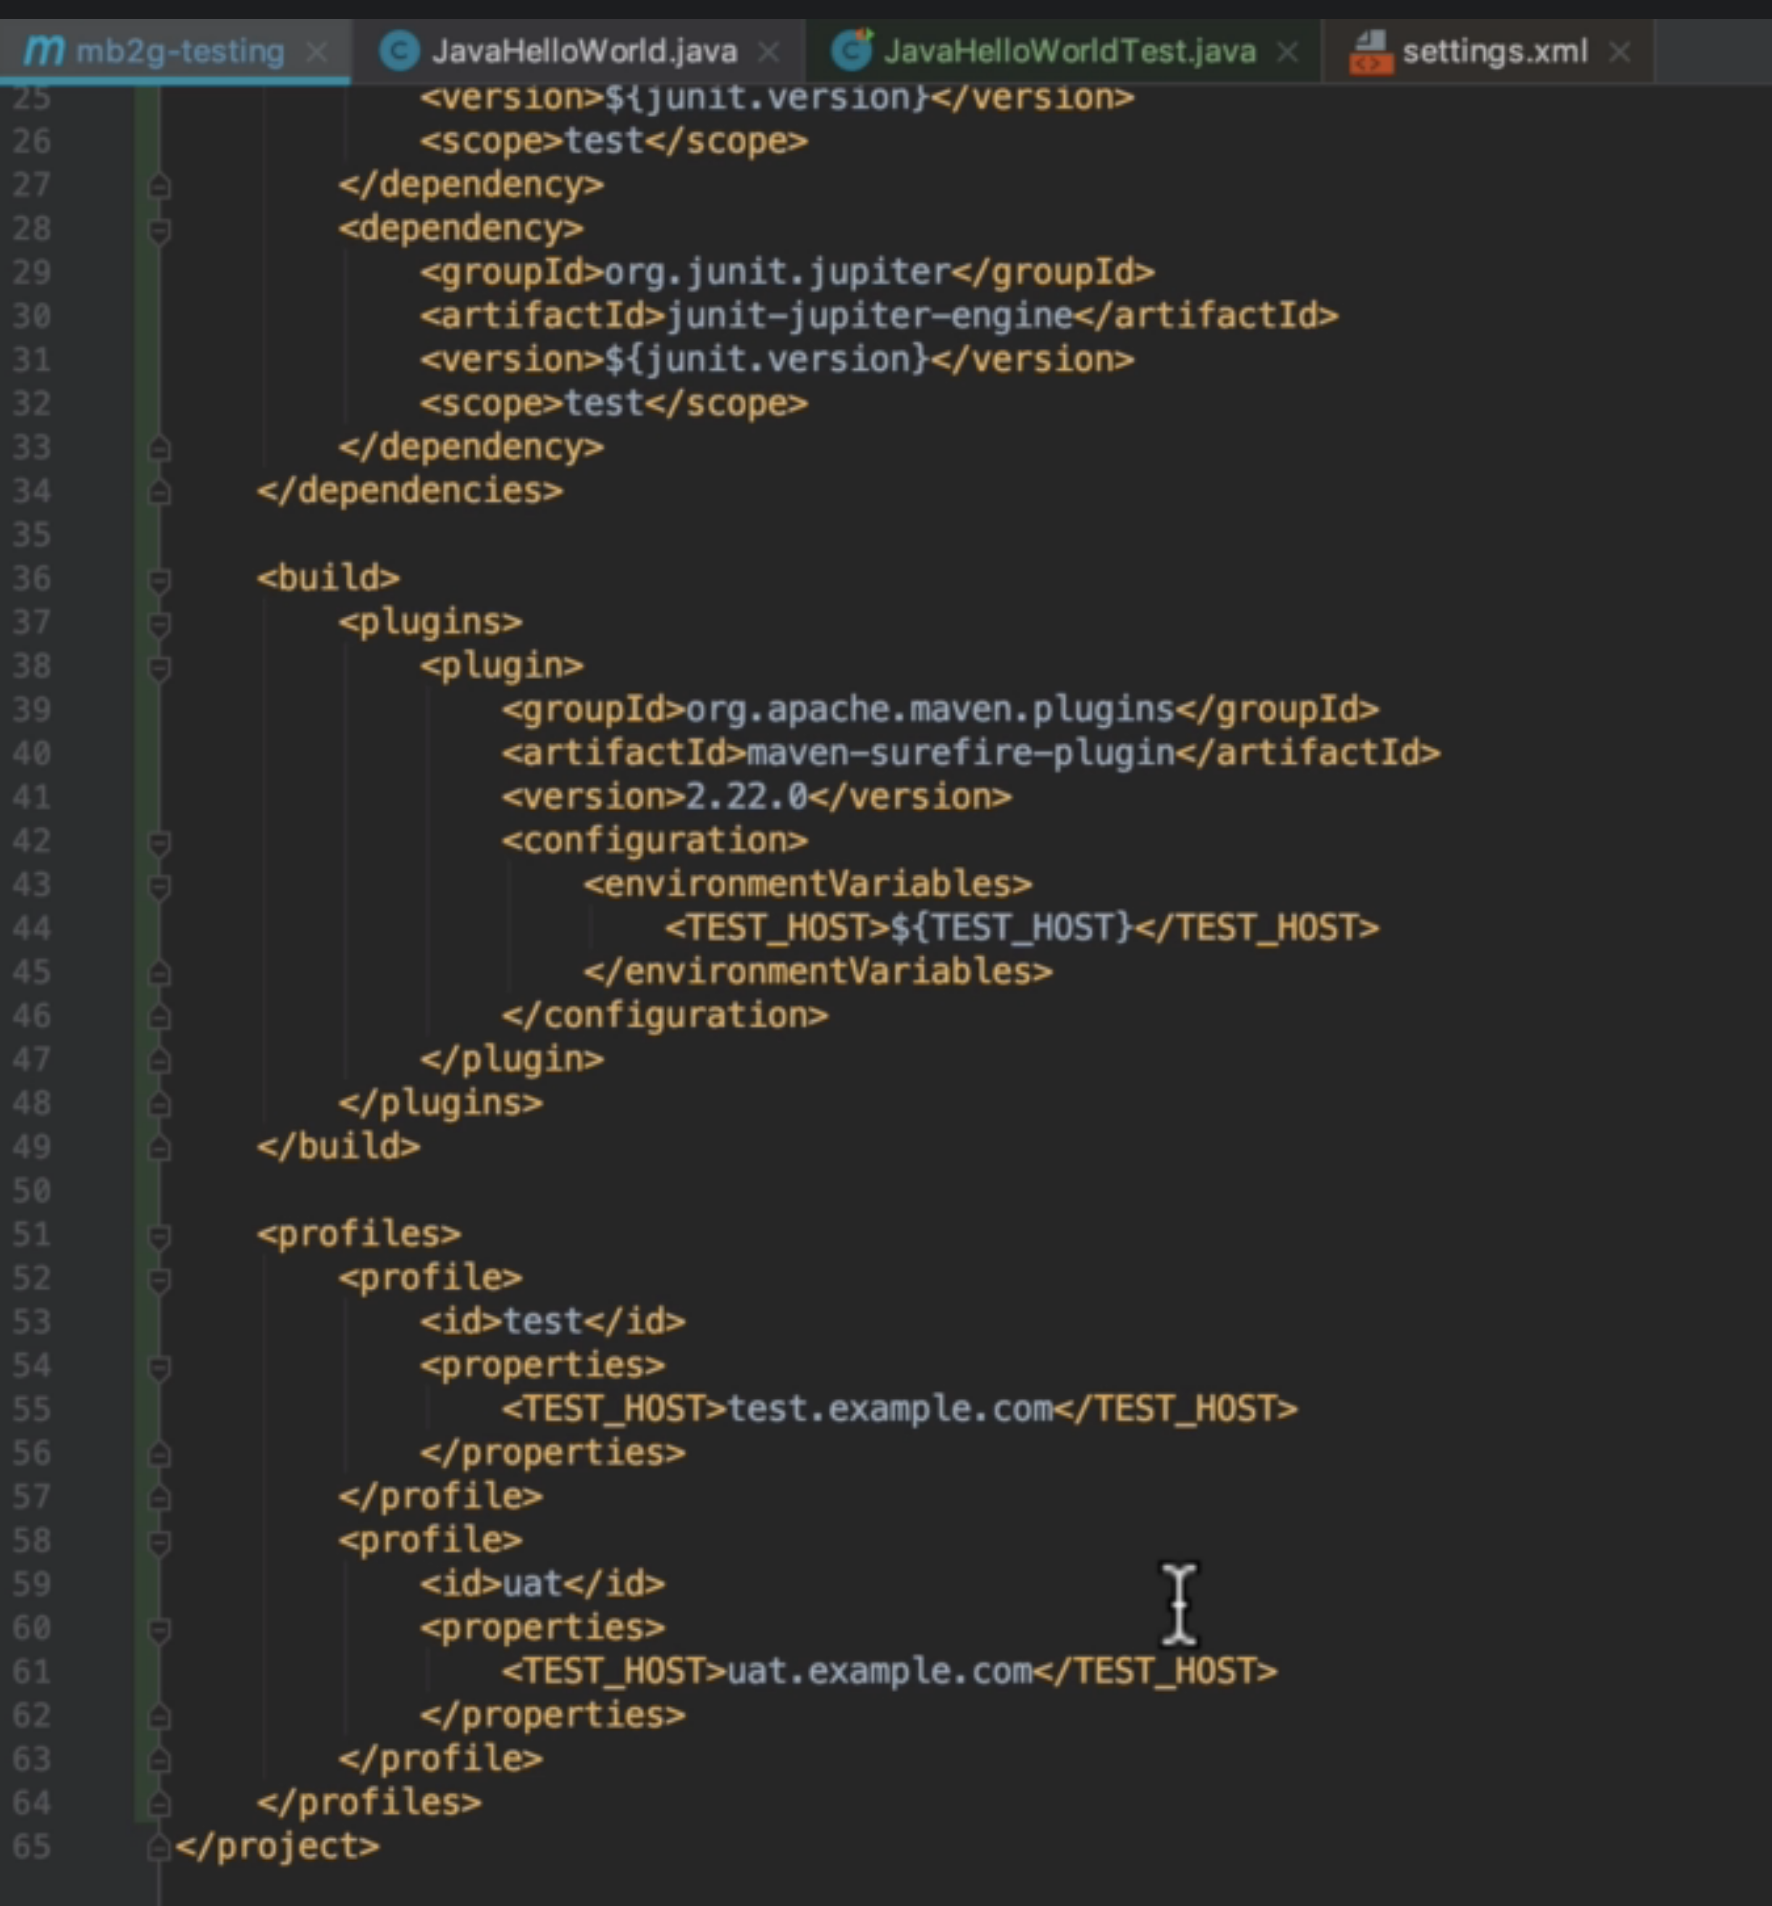 mb2g-testing JavaHelloWorld.java JavaHelloWorldTest.java settings.xml
25 <version>${junit.version}</version>
26 <scope>test</scope>
27 </dependency>
28 <dependency>
29 <groupId>org.junit.jupiter</groupId>
30 <artifactId>junit-jupiter-engine</artifactId>
31 <version>${junit.version}</version>
32 <scope>test</scope>
33 </dependency>
34 </dependencies>
35
36 <build>
37 <plugins>
38 <plugin>
39 <groupId>org.apache.maven.plugins</groupId>
40 <artifactId>maven-surefire-plugin</artifactId>
41 <version>2.22.0</version>
42 <configuration>
43 <environmentVariables>
44 <TEST_HOST>${TEST_HOST}</TEST_HOST>
45 </environmentVariables>
46 </configuration>
47 </plugin>
48 </plugins>
49 </build>
50
51 <profiles>
52 <profile>
53 <id>test</id>
54 <properties>
55 <TEST_HOST>test.example.com</TEST_HOST>
56 </properties>
57 </profile>
58 <profile>
59 <id>uat</id>
60 <properties>
61 <TEST_HOST>uat.example.com</TEST_HOST>
62 </properties>
63 </profile>
64 </profiles>
65 </project>